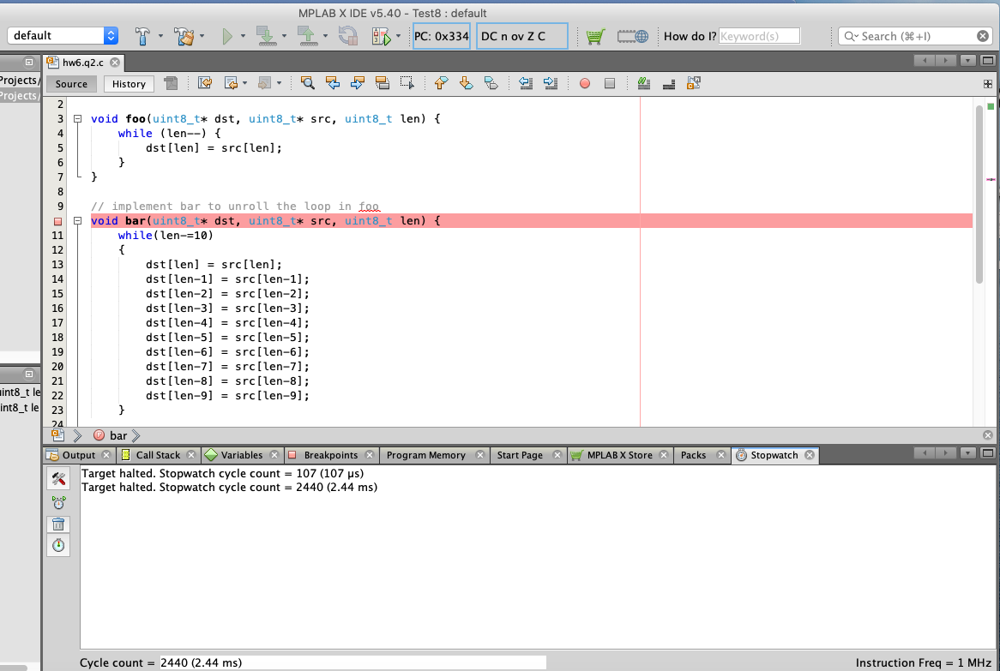 MPLAB X IDE v5.40 - Test8 : default
default
PC: 0x334
DC n ov Z C
How do I? Keyword(s)
Search (⌘+I)
Projects/
Projects/
hw6.q2.c
Source History
2
3 void foo(uint8_t* dst, uint8_t* src, uint8_t len) {
4 while (len--) {
5 dst[len] = src[len];
6 }
7 }
8
9 // implement bar to unroll the loop in foo
void bar(uint8_t* dst, uint8_t* src, uint8_t len) {
11 while(len-=10)
12 {
13 dst[len] = src[len];
14 dst[len-1] = src[len-1];
15 dst[len-2] = src[len-2];
16 dst[len-3] = src[len-3];
17 dst[len-4] = src[len-4];
18 dst[len-5] = src[len-5];
19 dst[len-6] = src[len-6];
20 dst[len-7] = src[len-7];
21 dst[len-8] = src[len-8];
22 dst[len-9] = src[len-9];
23 }
24
int8_t le
int8_t le
bar
Output Call Stack Variables Breakpoints Program Memory Start Page MPLAB X Store Packs Stopwatch
Target halted. Stopwatch cycle count = 107 (107 µs)
Target halted. Stopwatch cycle count = 2440 (2.44 ms)
Cycle count = 2440 (2.44 ms)
Instruction Freq = 1 MHz